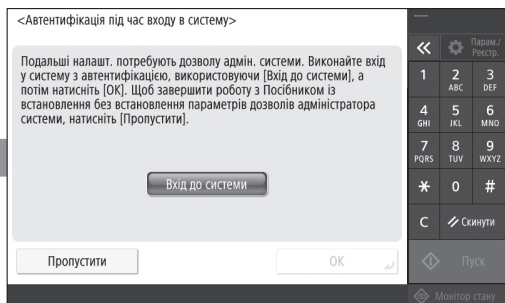 <Автентифікація під час входу в систему>
Подальші налашт. потребують дозволу адмін. системи. Виконайте вхід
у систему з автентифікацією, використовуючи [Вхід до системи], а
потім натисніть [OK]. Щоб завершити роботу з Посібником із
встановлення без встановлення параметрів дозволів адміністратора
системи, натисніть [Пропустити].
Вхід до системи
Пропустити
OK
Парам./
Реєстр.
1
2
ABC
3
DEF
4
GHI
5
JKL
6
MNO
7
PQRS
8
TUV
9
WXYZ
*
0
#
C
Скинути
Пуск
Монітор стану